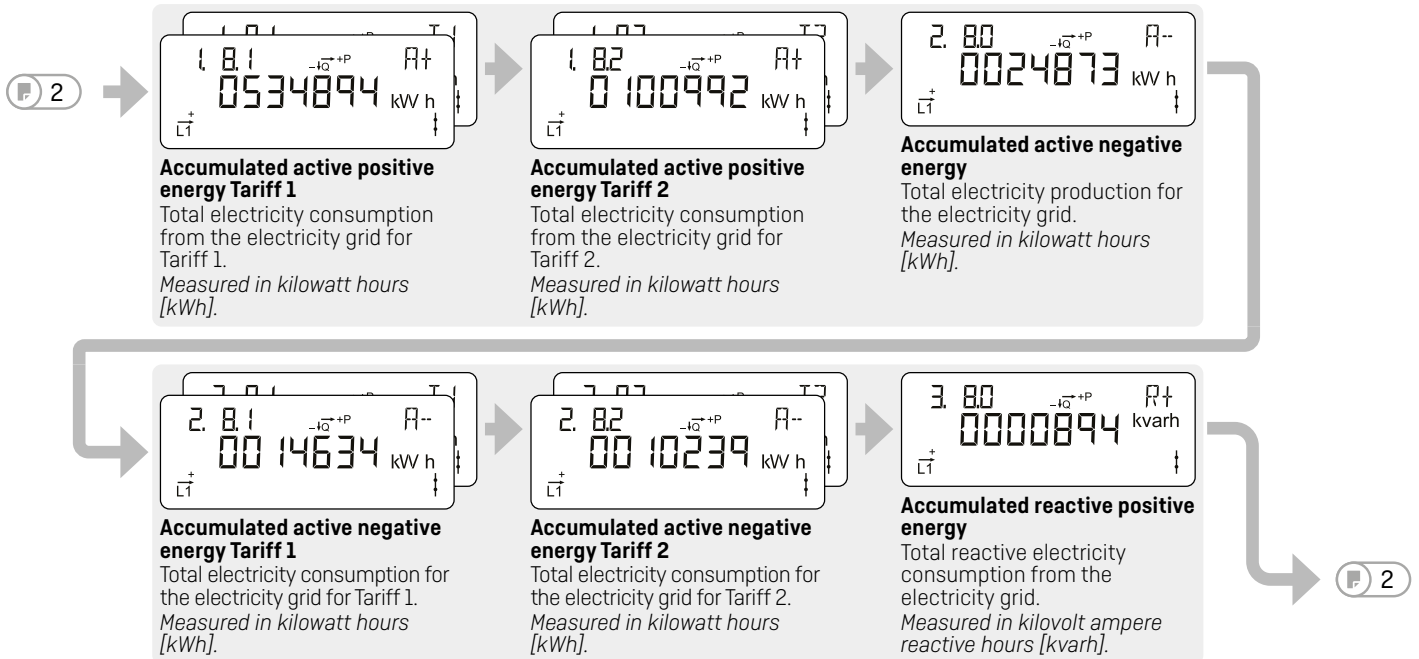 2
1. 8.1 -Q +P A+
0534894 kW h
+
L1
Accumulated active positive
energy Tariff 1
Total electricity consumption
from the electricity grid for
Tariff 1.
Measured in kilowatt hours
[kWh].
1. 8.2 -Q +P A+
0100992 kW h
+
L1
Accumulated active positive
energy Tariff 2
Total electricity consumption
from the electricity grid for
Tariff 2.
Measured in kilowatt hours
[kWh].
2. 8.0 -Q +P A--
0024873 kW h
+
L1
Accumulated active negative
energy
Total electricity production for
the electricity grid.
Measured in kilowatt hours
[kWh].
2. 8.1 -Q +P A--
0014634 kW h
+
L1
Accumulated active negative
energy Tariff 1
Total electricity consumption for
the electricity grid for Tariff 1.
Measured in kilowatt hours
[kWh].
2. 8.2 -Q +P A--
0010239 kW h
+
L1
Accumulated active negative
energy Tariff 2
Total electricity consumption for
the electricity grid for Tariff 2.
Measured in kilowatt hours
[kWh].
3. 8.0 -Q +P R+
0000894 kvarh
+
L1
Accumulated reactive positive
energy
Total reactive electricity
consumption from the
electricity grid.
Measured in kilovolt ampere
reactive hours [kvarh].
2